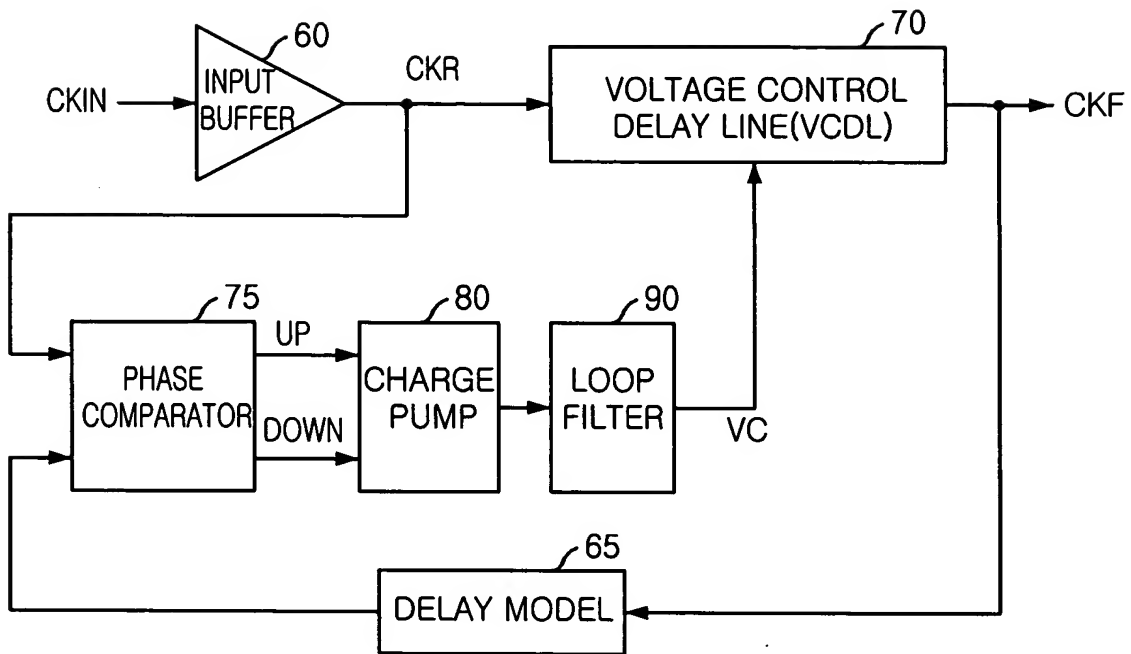 60
70
CKIN
INPUT
BUFFER
CKR
VOLTAGE CONTROL
DELAY LINE(VCDL)
CKF
75
80
90
PHASE
COMPARATOR
UP
DOWN
CHARGE
PUMP
LOOP
FILTER
VC
65
DELAY MODEL